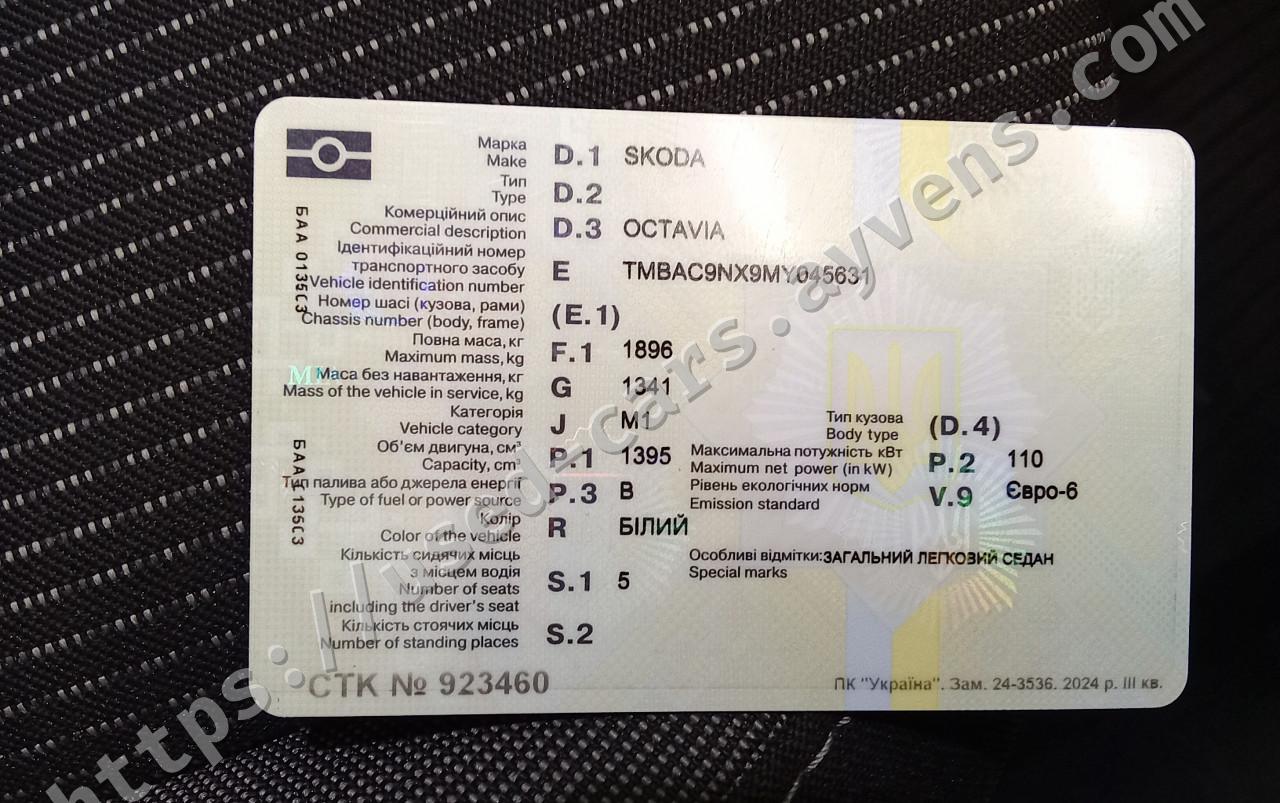 Марка
Make D.1 SKODA
Тип
Type D.2
Комерційний опис
Commercial description D.3 OCTAVIA
Ідентифікаційний номер
транспортного засобу
Vehicle identification number E TMBAC9NX9MY045631
Номер шасі (кузова, рами)
Chassis number (body, frame) (E.1)
Повна маса, кг
Maximum mass, kg F.1 1896
Маса без навантаження, кг
Mass of the vehicle in service, kg G 1341
Категорія
Vehicle category J M1
Тип кузова
Body type (D.4)
Об'єм двигуна, см³
Capacity, cm³ P.1 1395
Максимальна потужність кВт
Maximum net power (in kW) P.2 110
Тип палива або джерела енергії
Type of fuel or power source P.3 B
Рівень екологічних норм
Emission standard V.9 Євро-6
Колір
Color of the vehicle R БІЛИЙ
Кількість сидячих місць
з місцем водія
Number of seats
including the driver's seat S.1 5
Особливі відмітки:ЗАГАЛЬНИЙ ЛЕГКОВИЙ СЕДАН
Special marks
Кількість стоячих місць
Number of standing places S.2
СТК № 923460
ПК "Україна". Зам. 24-3536. 2024 р. III кв.
https://used-cars.ayvens.com